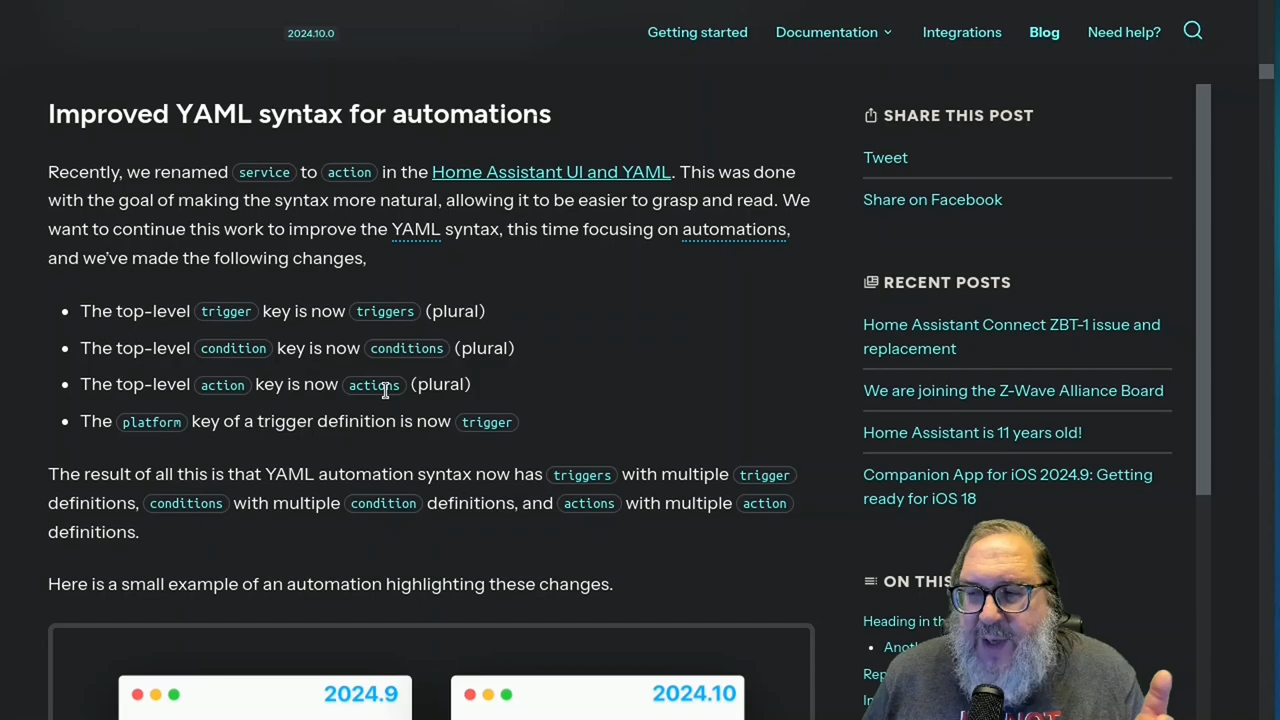 2024.10.0
Getting started
Documentation
Integrations
Blog
Need help?
Improved YAML syntax for automations
Recently, we renamed service to action in the Home Assistant UI and YAML. This was done
with the goal of making the syntax more natural, allowing it to be easier to grasp and read. We
want to continue this work to improve the YAML syntax, this time focusing on automations,
and we've made the following changes,
• The top-level trigger key is now triggers (plural)
• The top-level condition key is now conditions (plural)
• The top-level action key is now actions (plural)
• The platform key of a trigger definition is now trigger
The result of all this is that YAML automation syntax now has triggers with multiple trigger
definitions, conditions with multiple condition definitions, and actions with multiple action
definitions.
Here is a small example of an automation highlighting these changes.
2024.9
2024.10
SHARE THIS POST
Tweet
Share on Facebook
RECENT POSTS
Home Assistant Connect ZBT-1 issue and
replacement
We are joining the Z-Wave Alliance Board
Home Assistant is 11 years old!
Companion App for iOS 2024.9: Getting
ready for iOS 18
ON THIS
Heading in
NOT